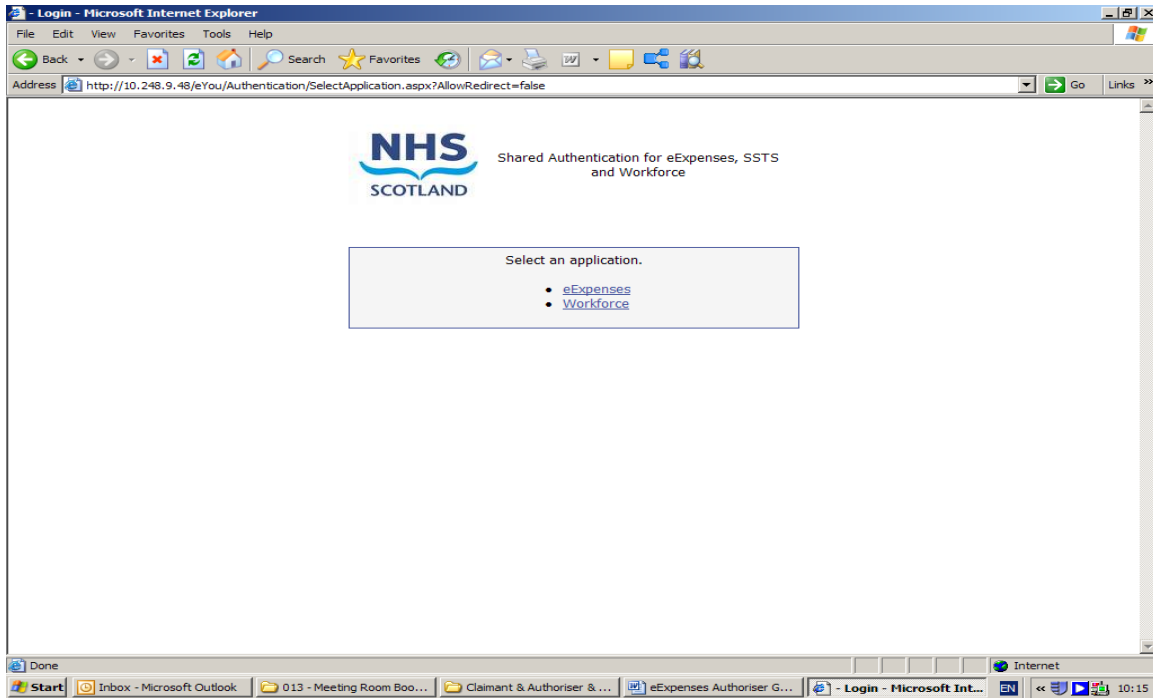 - Login - Microsoft Internet Explorer
File Edit View Favorites Tools Help
Back Search Favorites
Address http://10.248.9.48/eYou/Authentication/SelectApplication.aspx?AllowRedirect=false Go Links »
NHS
SCOTLAND
Shared Authentication for eExpenses, SSTS
and Workforce
Select an application.
• eExpenses
• Workforce
Done Internet
Start Inbox - Microsoft Outlook 013 - Meeting Room Boo... Claimant & Authoriser & ... eExpenses Authoriser G... - Login - Microsoft Int... EN « 10:15